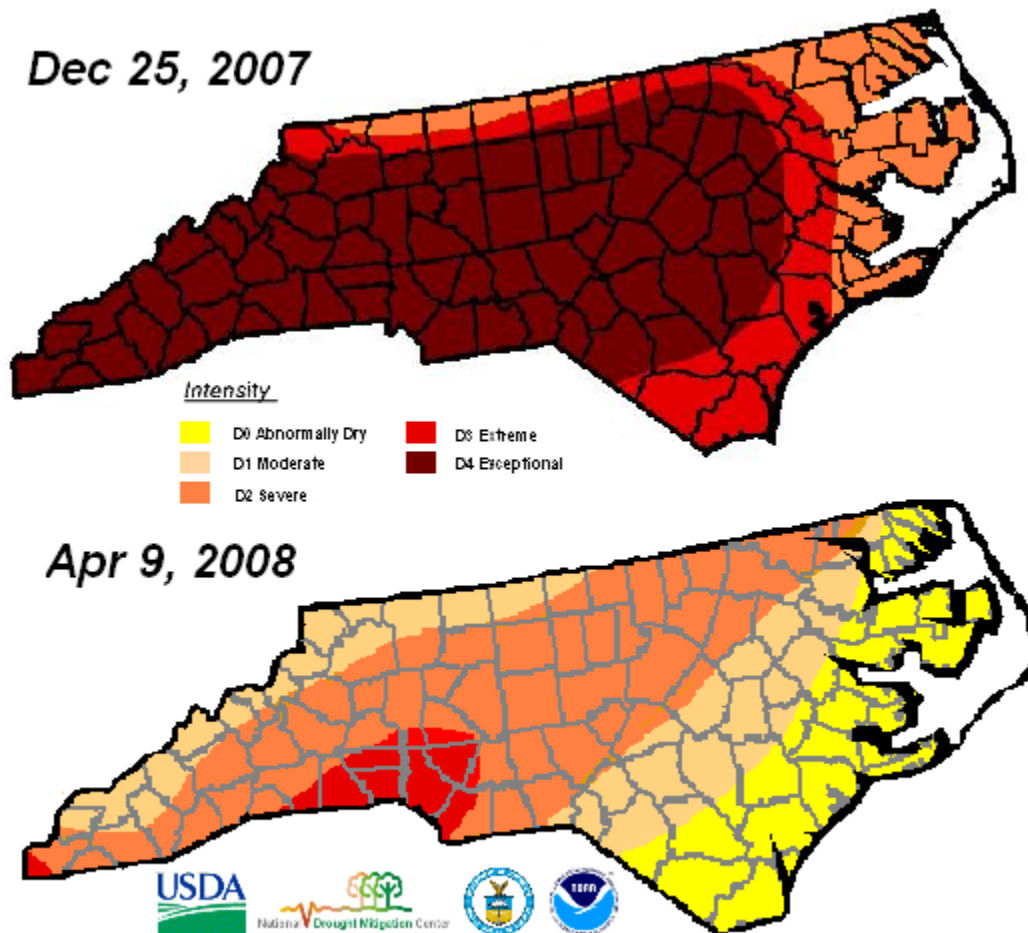 Dec 25, 2007
Intensity
D0 Abnormally Dry
D3 Extreme
D1 Moderate
D4 Exceptional
D2 Severe
Apr 9, 2008
USDA
National Drought Mitigation Center